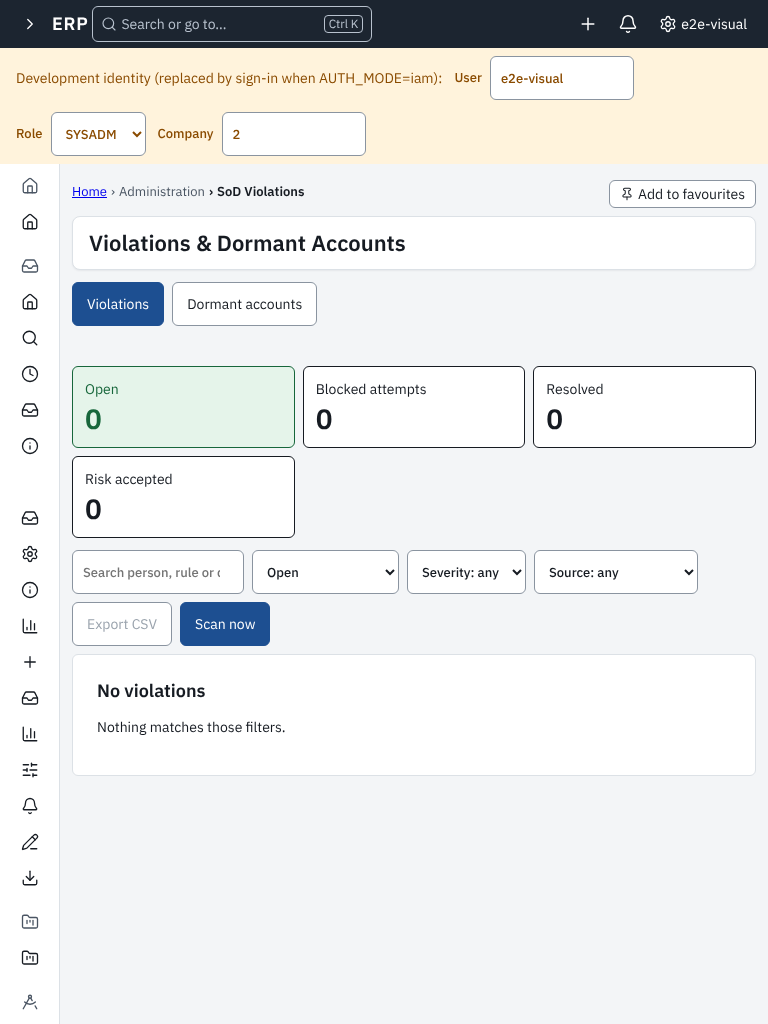 ERP
Search or go to...
Ctrl K
e2e-visual
Development identity (replaced by sign-in when AUTH_MODE=iam):
User
e2e-visual
Role
SYSADM
Company
2
Home › Administration › SoD Violations
Add to favourites
Violations & Dormant Accounts
Violations
Dormant accounts
Open
0
Blocked attempts
0
Resolved
0
Risk accepted
0
Search person, rule or
Open
Severity: any
Source: any
Export CSV
Scan now
No violations
Nothing matches those filters.